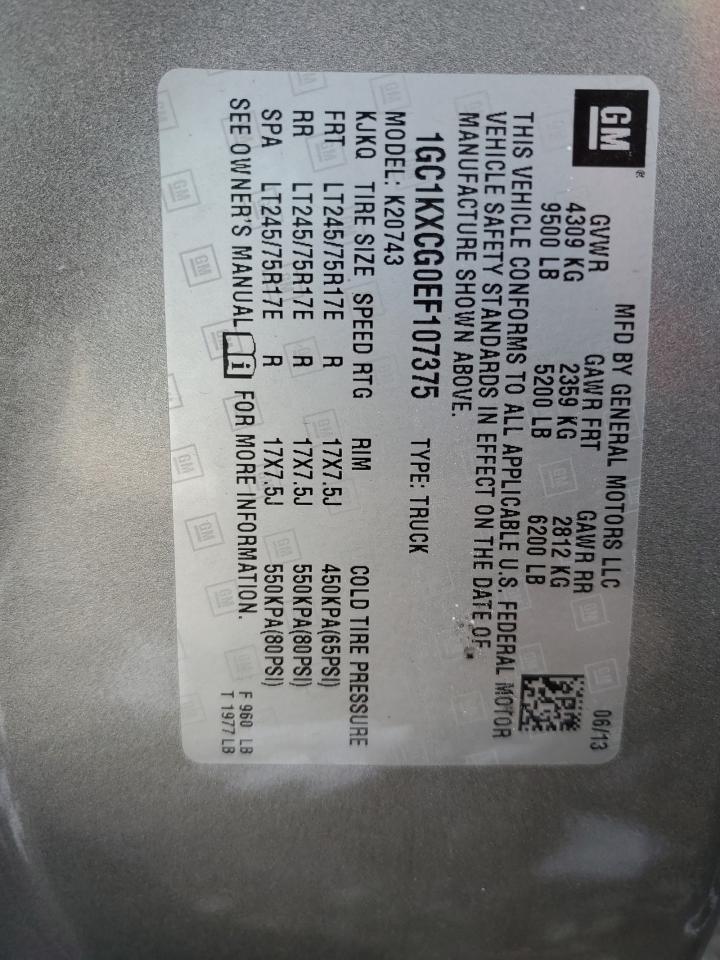 GM
MFD BY GENERAL MOTORS LLC 06/13
GVWR GAWR FRT GAWR RR
4309 KG 2359 KG 2812 KG
9500 LB 5200 LB 6200 LB
THIS VEHICLE CONFORMS TO ALL APPLICABLE U.S. FEDERAL MOTOR
VEHICLE SAFETY STANDARDS IN EFFECT ON THE DATE OF
MANUFACTURE SHOWN ABOVE.
1GC1KXCG0EF107375 TYPE: TRUCK
MODEL: K20743
KJKQ TIRE SIZE SPEED RTG RIM COLD TIRE PRESSURE
FRT LT245/75R17E R 17X7.5J 450KPA(65PSI)
RR LT245/75R17E R 17X7.5J 550KPA(80PSI)
SPA LT245/75R17E R 17X7.5J 550KPA(80PSI)
SEE OWNER'S MANUAL i FOR MORE INFORMATION.
F 960 LB
T 1977 LB